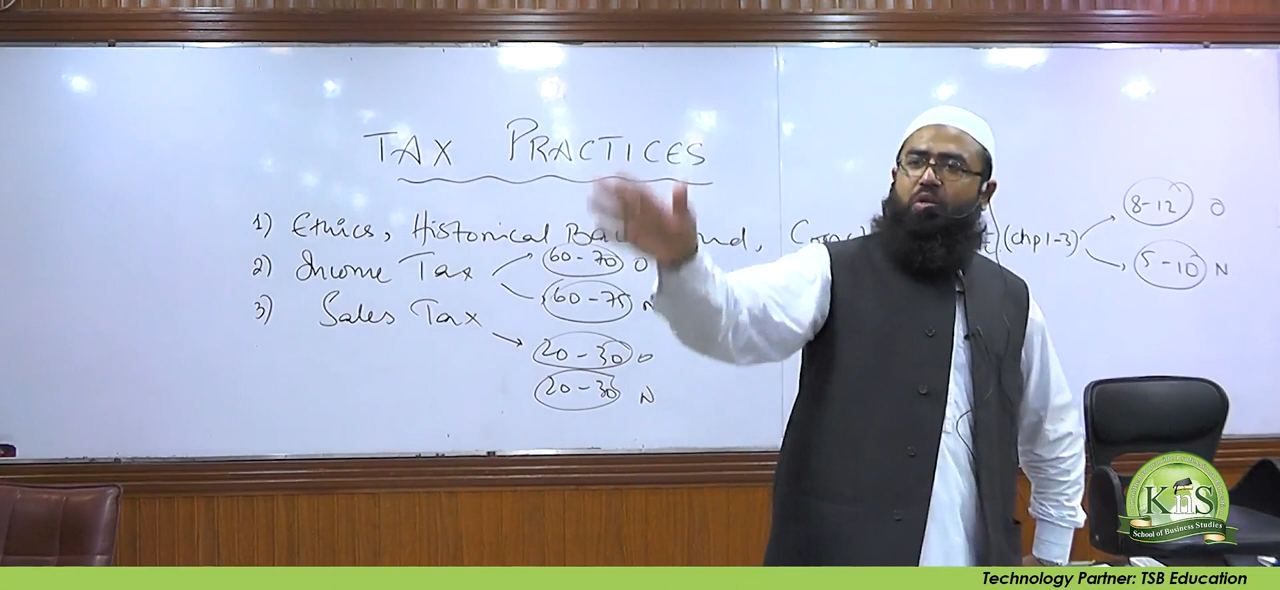 TAX PRACTICES
1) Ethics, Historical (chp 1-3) 8-12 O
5-10 N
2) Income Tax 60-70 O
60-75 N
3) Sales Tax 20-30 O
20-30 N
KnS
School of Business Studies
Technology Partner: TSB Education